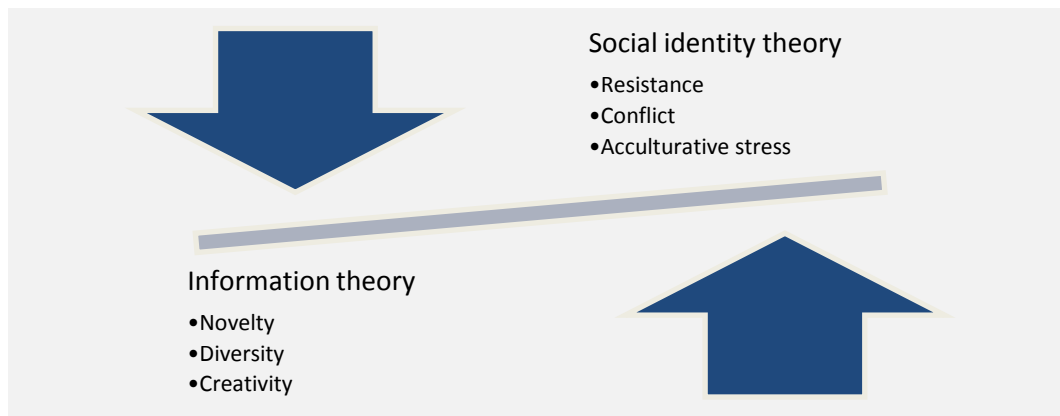 Social identity theory
•Resistance
•Conflict
•Acculturative stress
Information theory
•Novelty
•Diversity
•Creativity